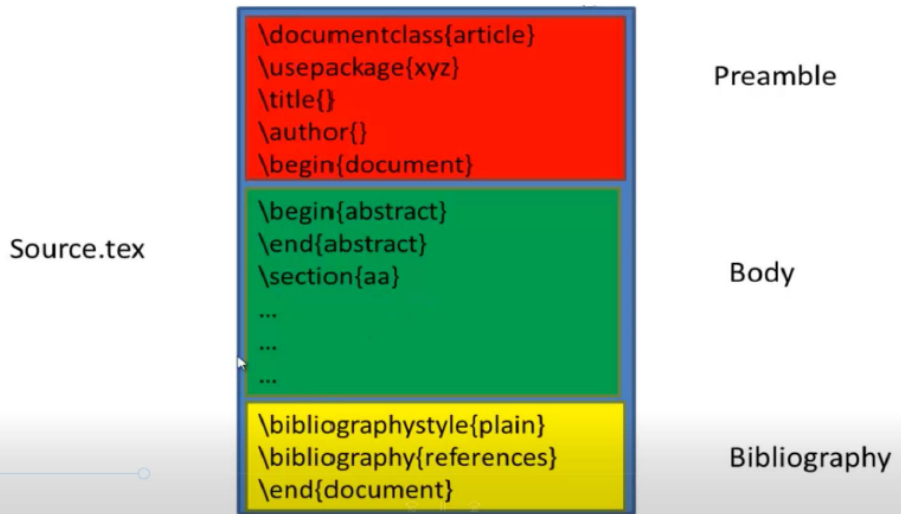 \documentclass{article}
\usepackage{xyz}
\title{}
\author{}
\begin{document}
Preamble
Source.tex
\begin{abstract}
\end{abstract}
\section{aa}
...
...
...
Body
\bibliographystyle{plain}
\bibliography{references}
\end{document}
Bibliography